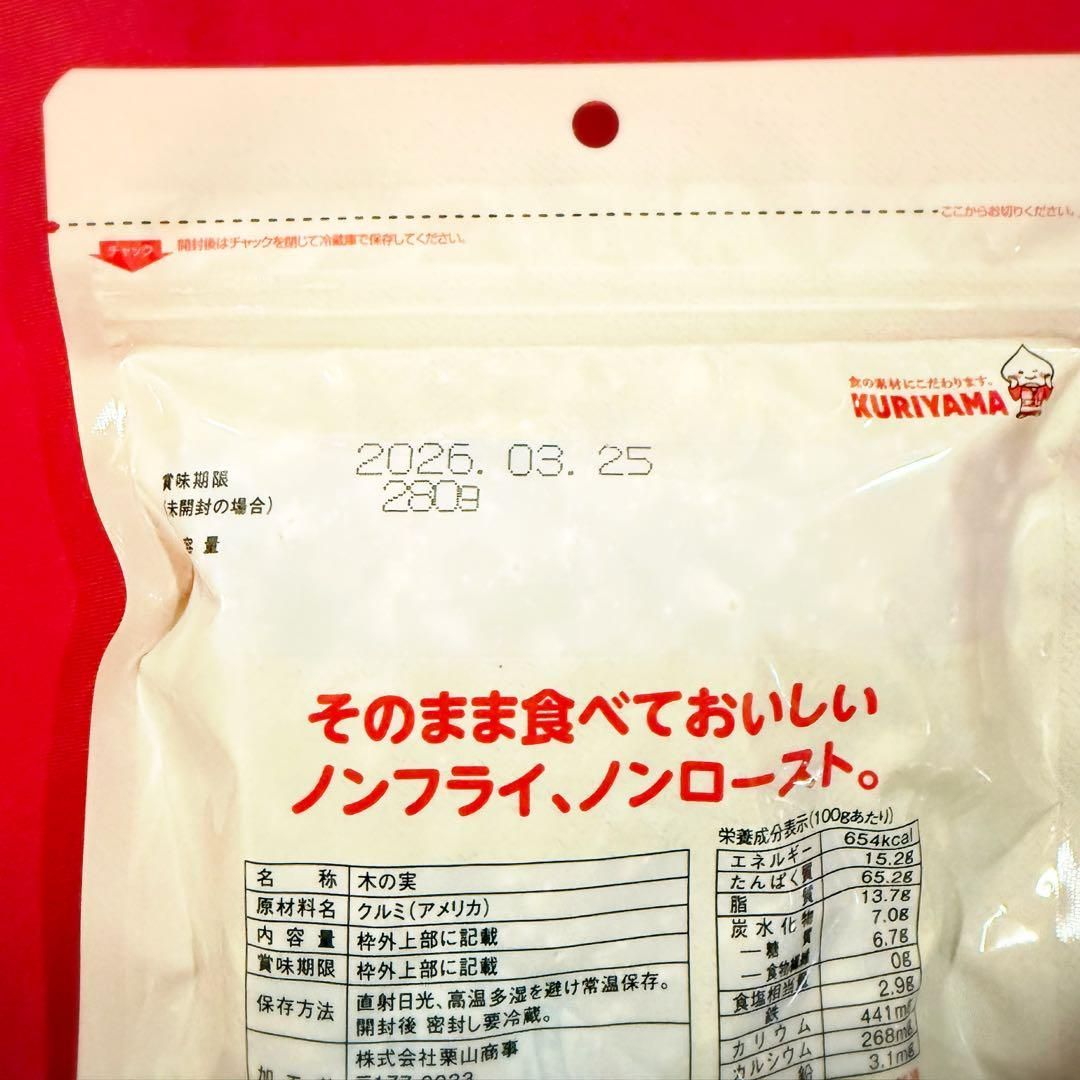 ここからお切りください。
チャック
開封後はチャックを閉じて冷蔵庫で保存してください。
食の素材にこだわります。
KURIYAMA
賞味期限 2026. 03. 25
(未開封の場合) 280g
容量
そのまま食べておいしい
ノンフライ、ノンロースト。
名称 木の実
原材料名 クルミ(アメリカ)
内容量 枠外上部に記載
賞味期限 枠外上部に記載
保存方法 直射日光、高温多湿を避け常温保存。
開封後 密封し要冷蔵。
株式会社栗山商事
栄養成分表示(100gあたり)
エネルギー 654kcal
たんぱく質 15.2g
脂質 65.2g
炭水化物 13.7g
―糖質 7.0g
―食物繊維 6.7g
食塩相当量 0g
鉄 2.9g
カリウム 441mg
カルシウム 268mg
亜鉛 3.1mg